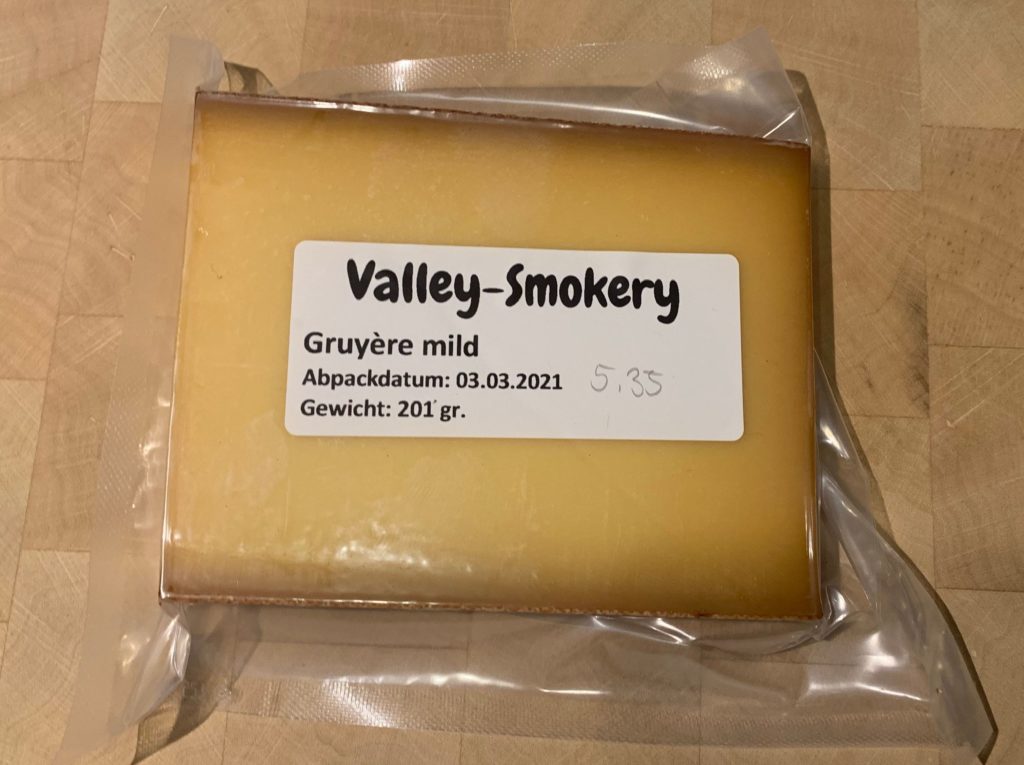 Valley-Smokery
Gruyère mild
Abpackdatum: 03.03.2021 5.35
Gewicht: 201 gr.